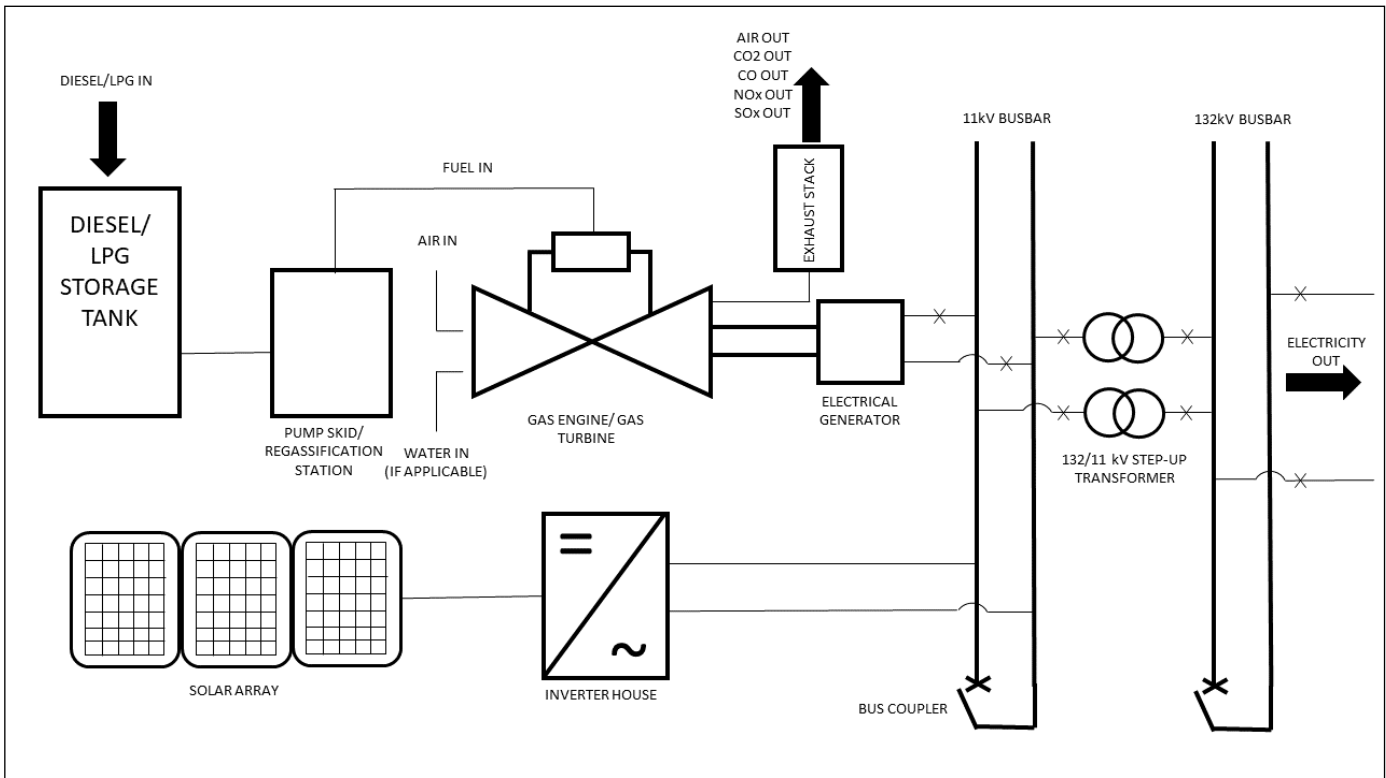 AIR OUT
CO2 OUT
CO OUT
NOx OUT
SOx OUT
DIESEL/LPG IN
11kV BUSBAR
132kV BUSBAR
FUEL IN
EXHAUST STACK
DIESEL/
LPG
STORAGE
TANK
AIR IN
ELECTRICITY
OUT
ELECTRICAL
GENERATOR
GAS ENGINE/ GAS
TURBINE
PUMP SKID/
REGASSIFICATION
STATION
WATER IN
(IF APPLICABLE)
132/11 kV STEP-UP
TRANSFORMER
SOLAR ARRAY
INVERTER HOUSE
BUS COUPLER